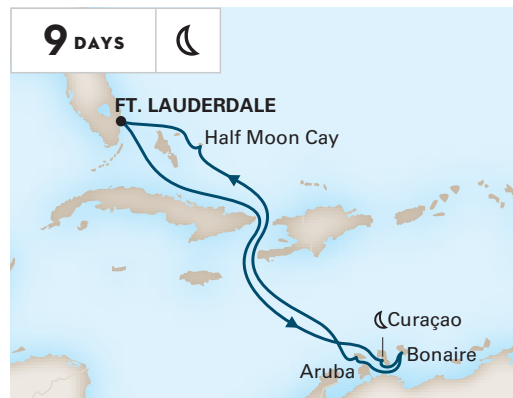 9 DAYS
FT. LAUDERDALE
Half Moon Cay
Curaçao
Bonaire
Aruba